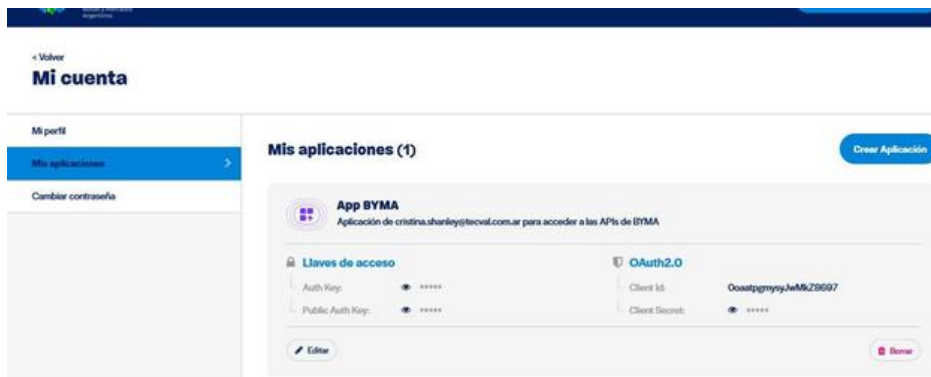 Argentinos
< Volver
Mi cuenta
Mi perfil
Mis aplicaciones
Cambiar contraseña
Mis aplicaciones (1)
Crear Aplicación
App BYMA
Aplicación de cristina.shanley@tecval.com.ar para acceder a las APIs de BYMA
Llaves de acceso
Auth Key: *****
Public Auth Key: *****
OAuth2.0
Client Id:
Client Secret: *****
Editar
Borrar